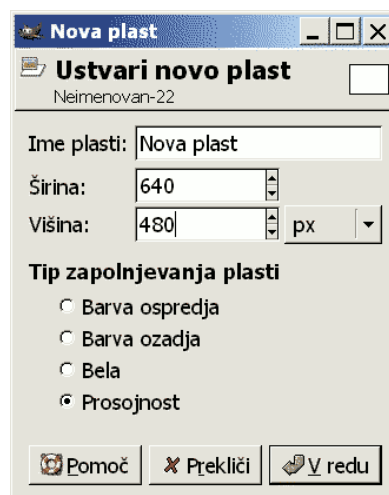 Nova plast
Ustvari novo plast
Neimenovan-22
Ime plasti: Nova plast
Širina: 640
Višina: 480 px
Tip zapolnjevanja plasti
Barva ospredja
Barva ozadja
Bela
Prosojnost
Pomoč Prekliči V redu